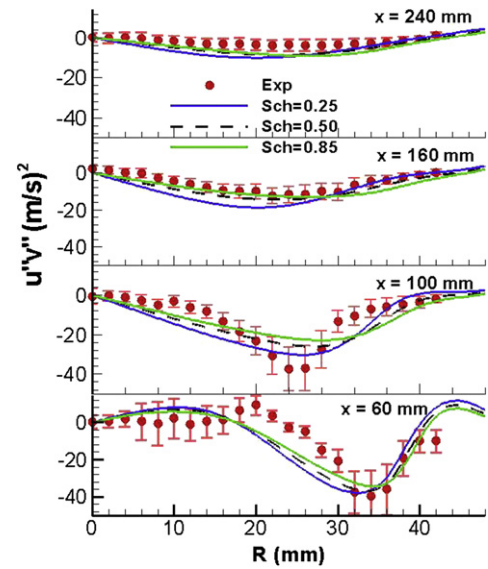 x = 240 mm
0
-20
-40
Exp
Sch=0.25
Sch=0.50
Sch=0.85
x = 160 mm
0
-20
-40
u"v" (m/s)²
x = 100 mm
0
-20
-40
x = 60 mm
0
-20
-40
0 10 20 30 40
R (mm)